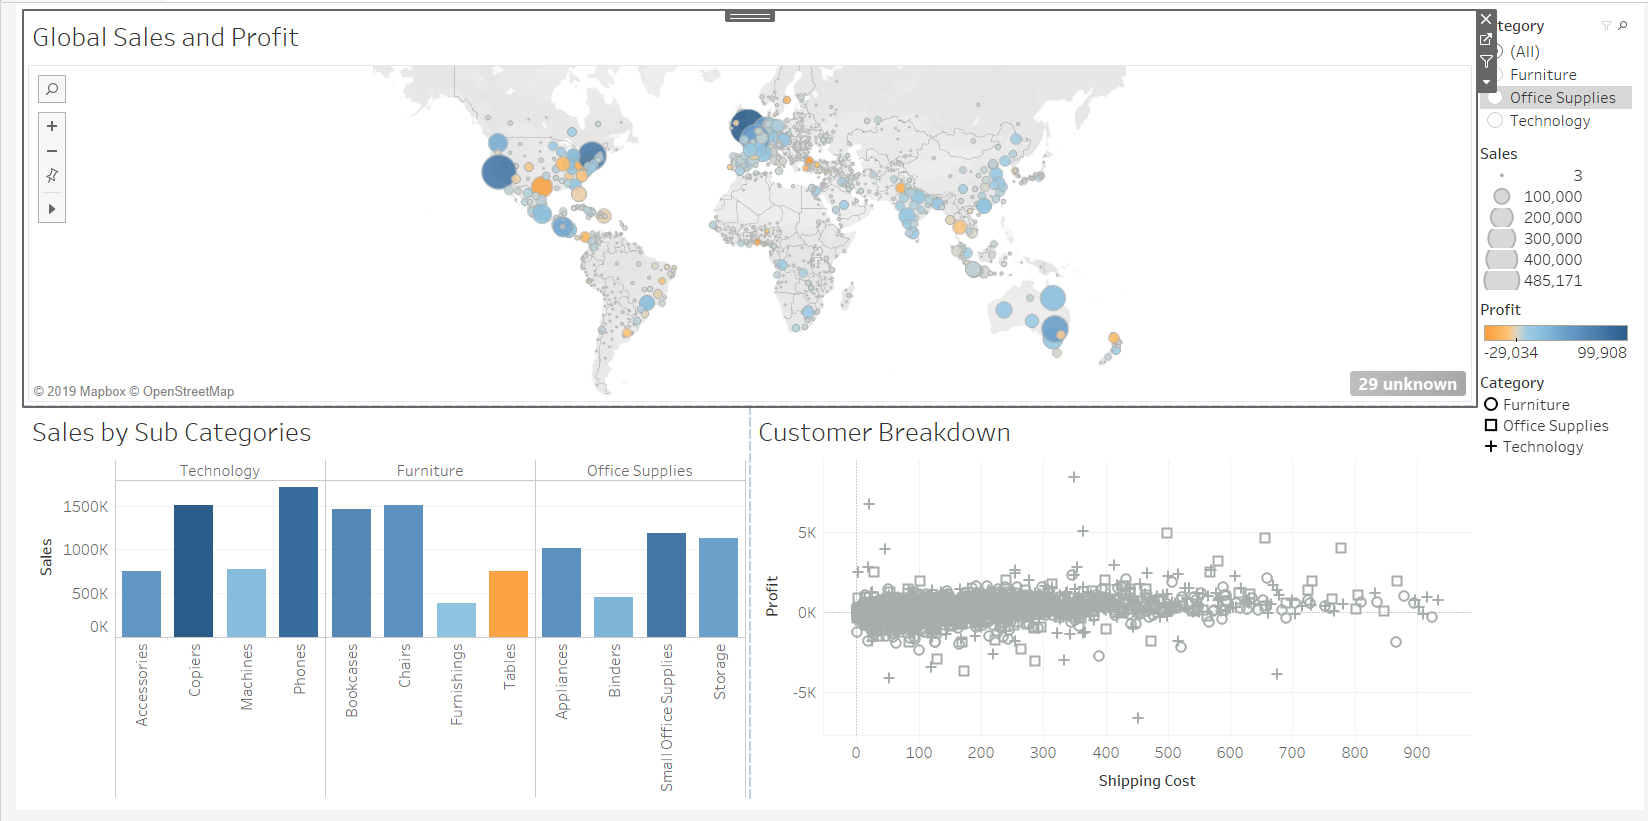 Global Sales and Profit
© 2019 Mapbox © OpenStreetMap
29 unknown
tegory
(All)
Furniture
Office Supplies
Technology
Sales
3
100,000
200,000
300,000
400,000
485,171
Profit
-29,034 99,908
Category
Furniture
Office Supplies
Technology
Sales by Sub Categories
Technology Furniture Office Supplies
Sales
1500K
1000K
500K
0K
Accessories
Copiers
Machines
Phones
Bookcases
Chairs
Furnishings
Tables
Appliances
Binders
Small Office Supplies
Storage
Customer Breakdown
Profit
5K
0K
-5K
0 100 200 300 400 500 600 700 800 900
Shipping Cost